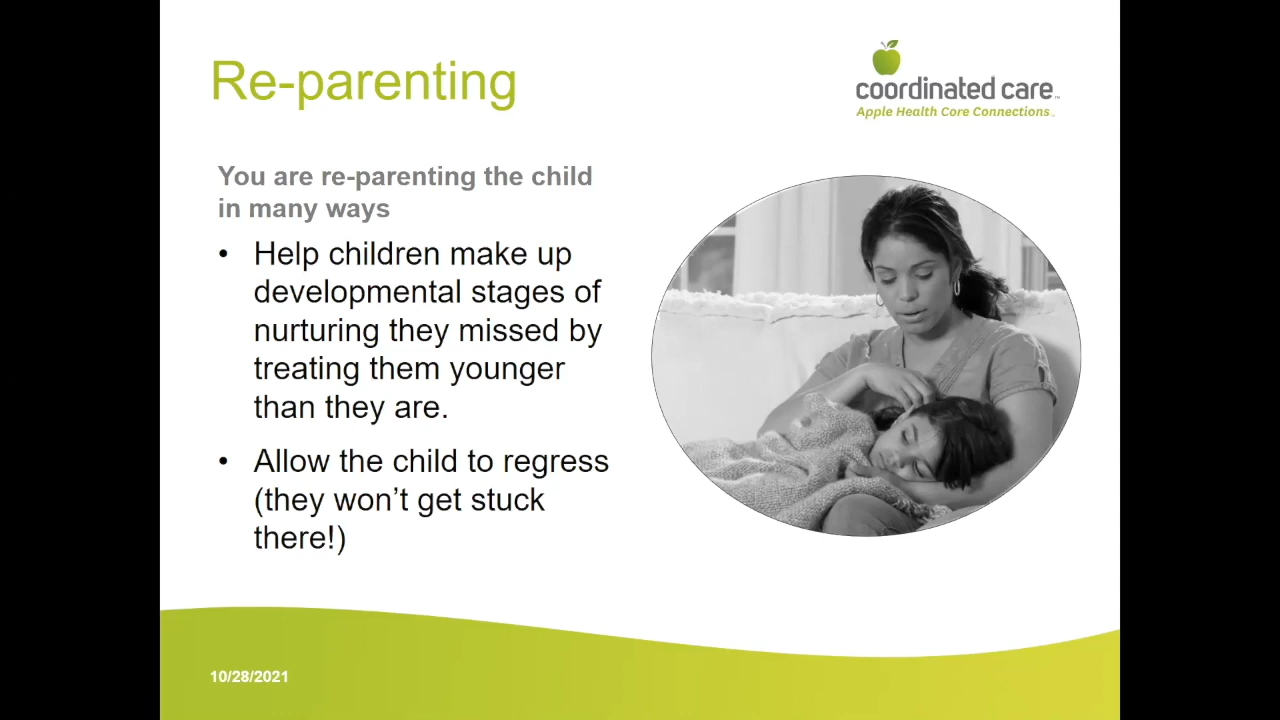 Re-parenting
coordinated care™
Apple Health Core Connections™
You are re-parenting the child
in many ways
• Help children make up
developmental stages of
nurturing they missed by
treating them younger
than they are.
• Allow the child to regress
(they won’t get stuck
there!)
10/28/2021